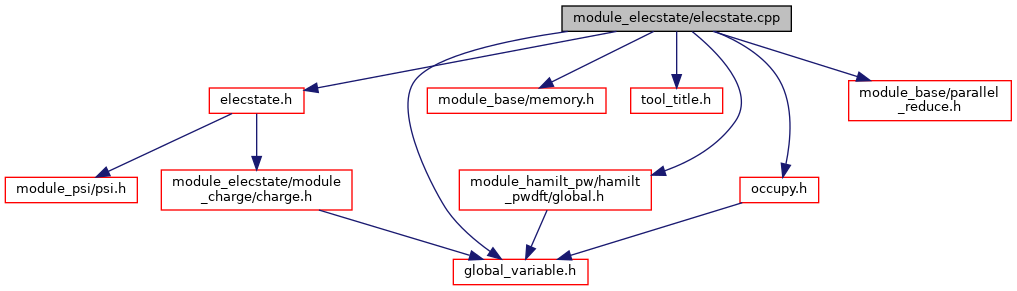 module_elecstate/elecstate.cpp
elecstate.h
module_base/memory.h
tool_title.h
module_base/parallel
_reduce.h
module_psi/psi.h
module_elecstate/module
_charge/charge.h
module_hamilt_pw/hamilt
_pwdft/global.h
occupy.h
global_variable.h